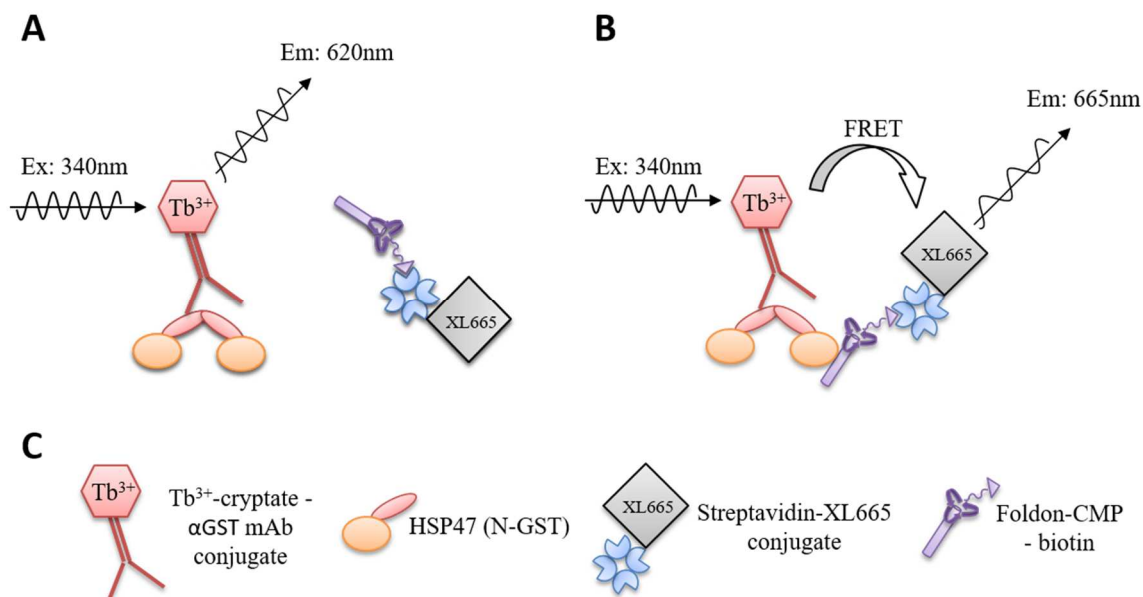 A
Em: 620nm
Ex: 340nm
Tb3+
XL665
B
Em: 665nm
FRET
Ex: 340nm
Tb3+
XL665
C
Tb3+
Tb3+-cryptate -
αGST mAb
conjugate
HSP47 (N-GST)
XL665
Streptavidin-XL665
conjugate
Foldon-CMP
- biotin